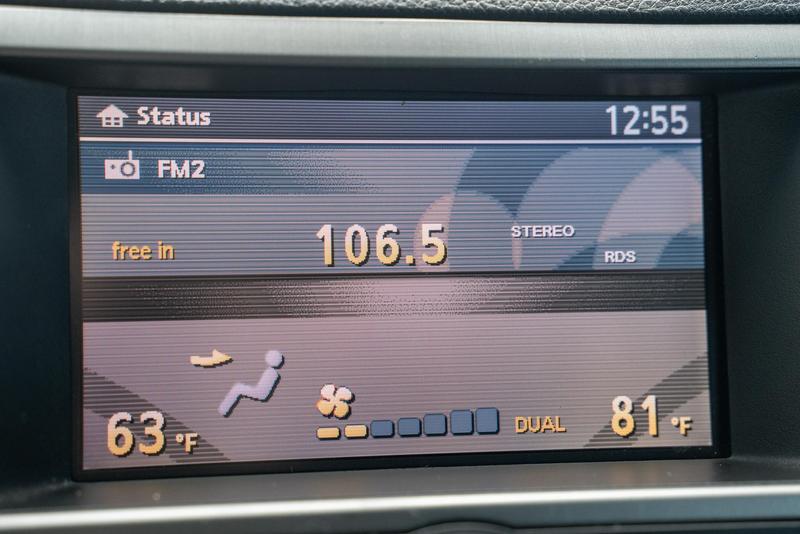 Status 12:55
FM2
free in 106.5 STEREO
RDS
63 °F DUAL 81 °F